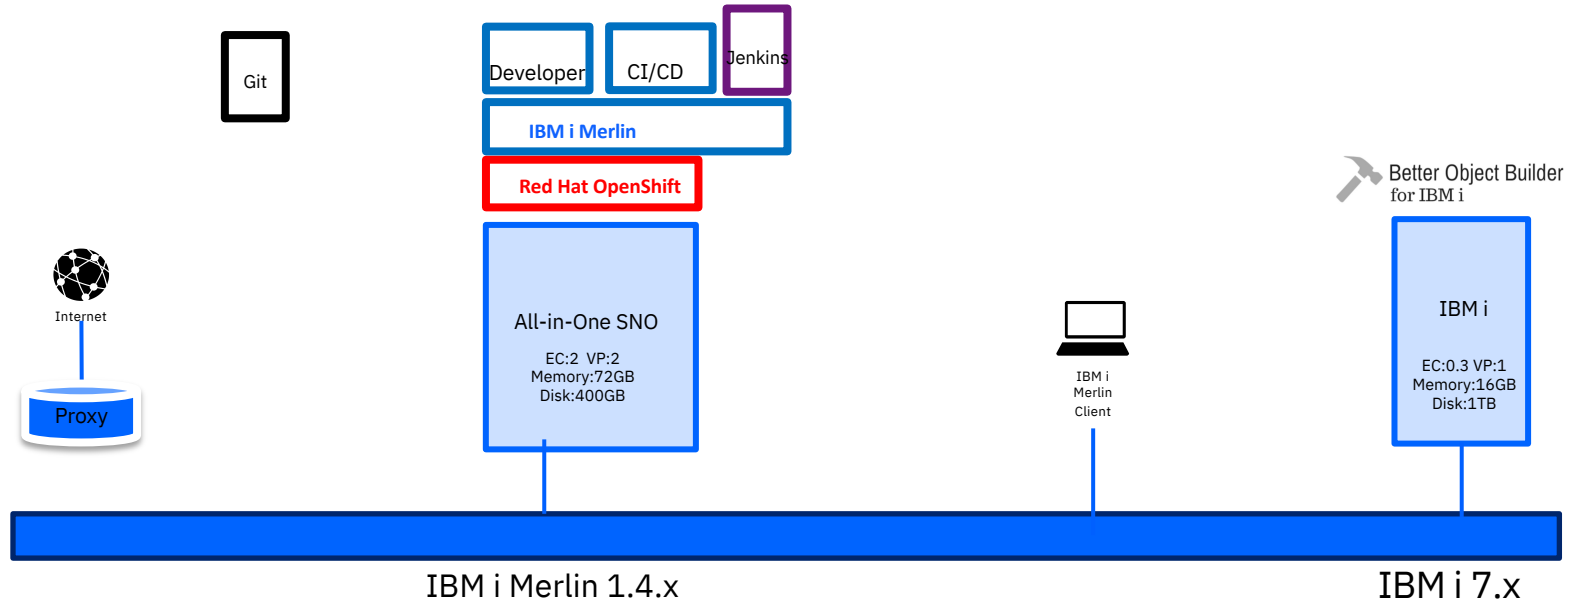 Git
Developer
CI/CD
Jenkins
IBM i Merlin
Red Hat OpenShift
Better Object Builder
for IBM i
Internet
Proxy
All-in-One SNO
EC:2 VP:2
Memory:72GB
Disk:400GB
IBM i
Merlin
Client
IBM i
EC:0.3 VP:1
Memory:16GB
Disk:1TB
IBM i Merlin 1.4.x
IBM i 7.x